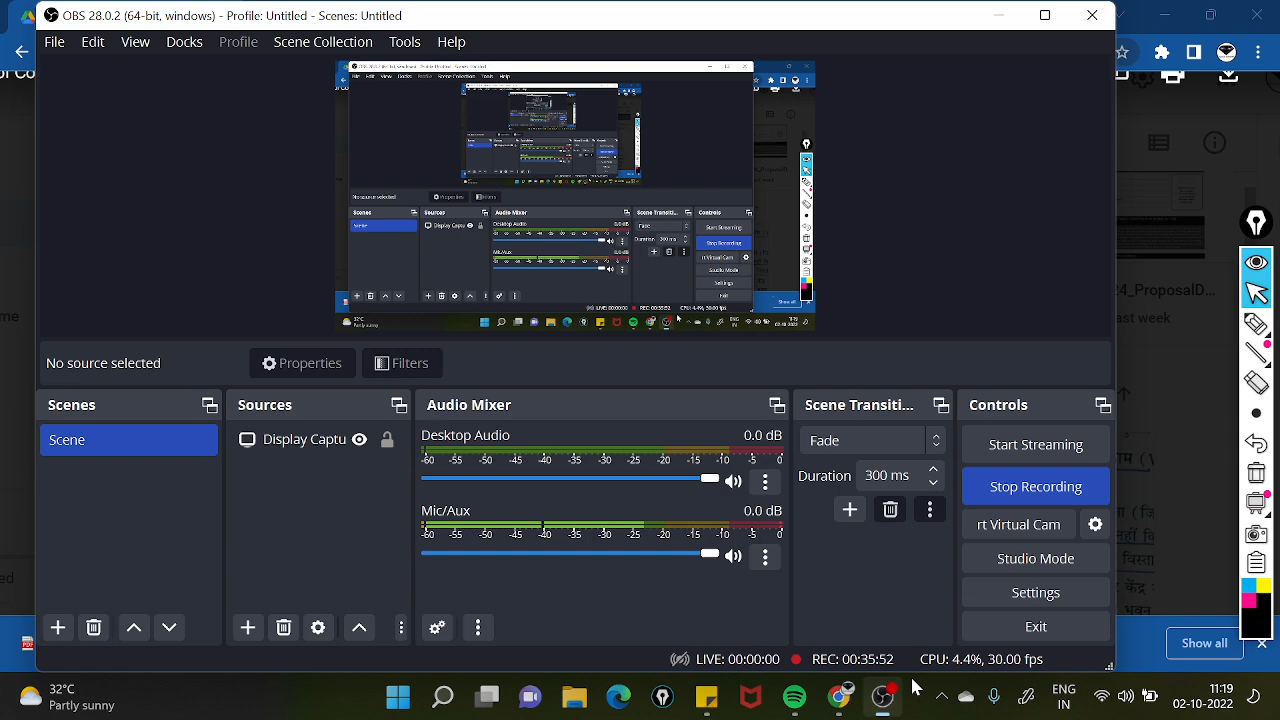 OBS 28.0.2 (64-bit, windows) - Profile: Untitled - Scenes: Untitled
File Edit View Docks Profile Scene Collection Tools Help
No source selected Properties Filters
Scenes Sources Audio Mixer Scene Transiti... Controls
Scene
Display Captu
Desktop Audio 0.0 dB
-60 -55 -50 -45 -40 -35 -30 -25 -20 -15 -10 -5 0
Mic/Aux 0.0 dB
-60 -55 -50 -45 -40 -35 -30 -25 -20 -15 -10 -5 0
Fade
Duration 300 ms
Start Streaming
Stop Recording
rt Virtual Cam
Studio Mode
Settings
Exit
LIVE: 00:00:00 REC: 00:35:52 CPU: 4.4%, 30.00 fps
24_ProposalD...
last week
Show all
32°C
Partly sunny
ENG
IN
11:19
02-10-2022